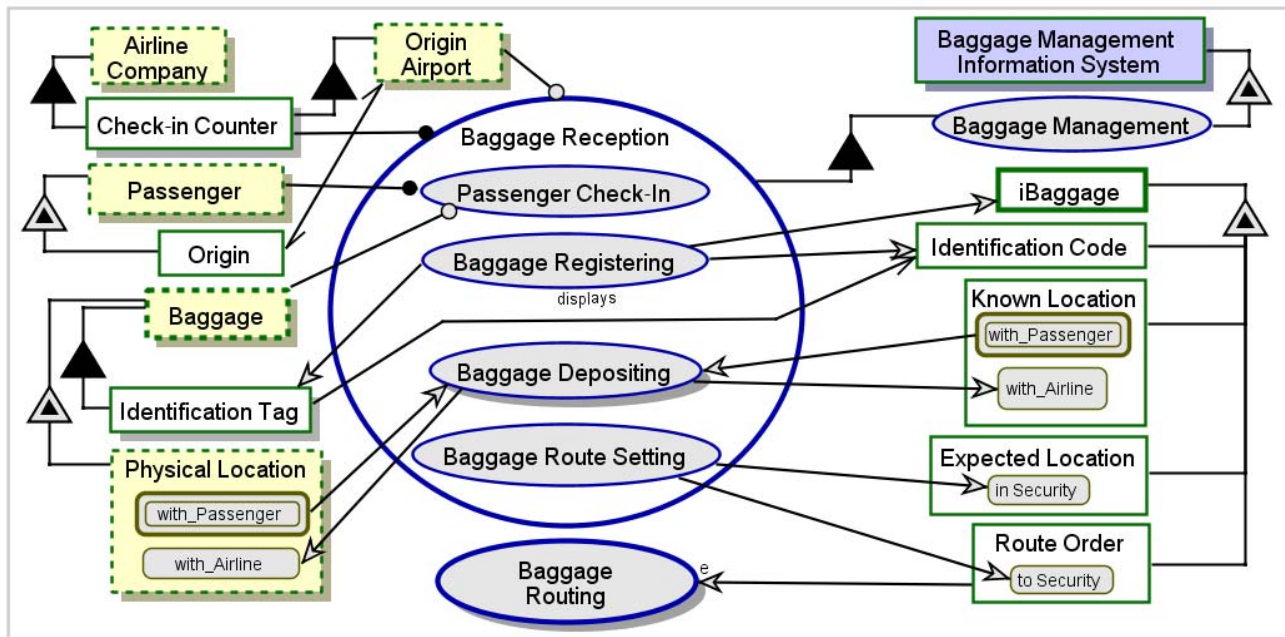 Airline
Company
Origin
Airport
Baggage Management
Information System
Check-in Counter
Baggage Reception
Baggage Management
Passenger
Passenger Check-In
iBaggage
Origin
Baggage Registering
Identification Code
displays
Known Location
Baggage
with_Passenger
Baggage Depositing
with_Airline
Identification Tag
Physical Location
Baggage Route Setting
Expected Location
in Security
with_Passenger
with_Airline
Route Order
Baggage
Routing
e
to Security